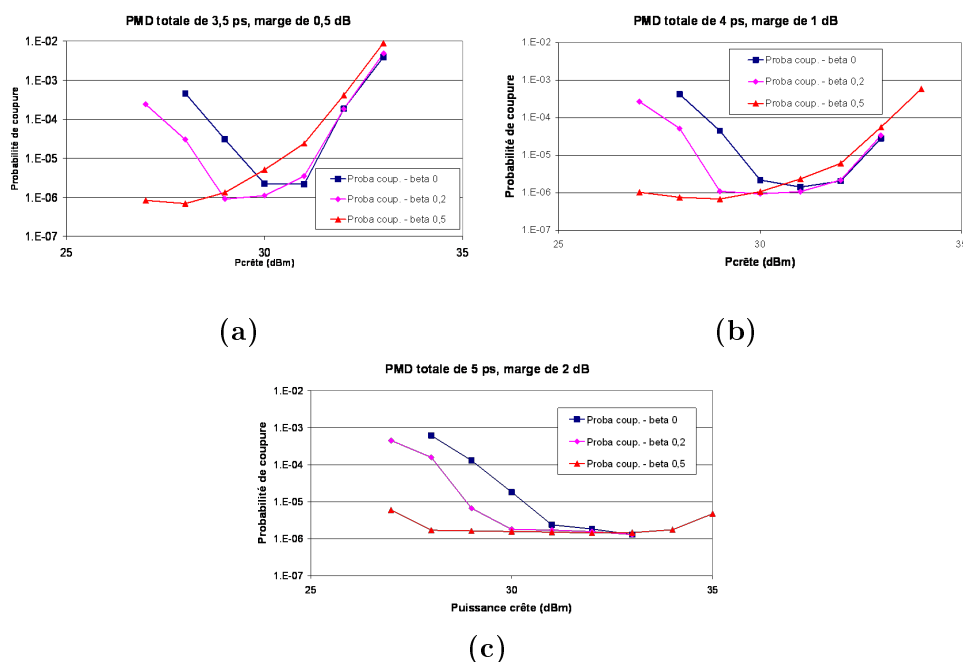 PMD totale de 3,5 ps, marge de 0,5 dB
1.E-02
1.E-03
1.E-04
1.E-05
1.E-06
1.E-07
Probabilité de coupure
Proba coup. - beta 0
Proba coup. - beta 0,2
Proba coup. - beta 0,5
25
30
35
Pcrête (dBm)
(a)
PMD totale de 4 ps, marge de 1 dB
1.E-02
1.E-03
1.E-04
1.E-05
1.E-06
1.E-07
Probabilité de coupure
Proba coup. - beta 0
Proba coup. - beta 0,2
Proba coup. - beta 0,5
25
30
35
Pcrête (dBm)
(b)
PMD totale de 5 ps, marge de 2 dB
1.E-02
1.E-03
1.E-04
1.E-05
1.E-06
1.E-07
Probabilité de coupure
Proba coup. - beta 0
Proba coup. - beta 0,2
Proba coup. - beta 0,5
25
30
35
Puissance crête (dBm)
(c)